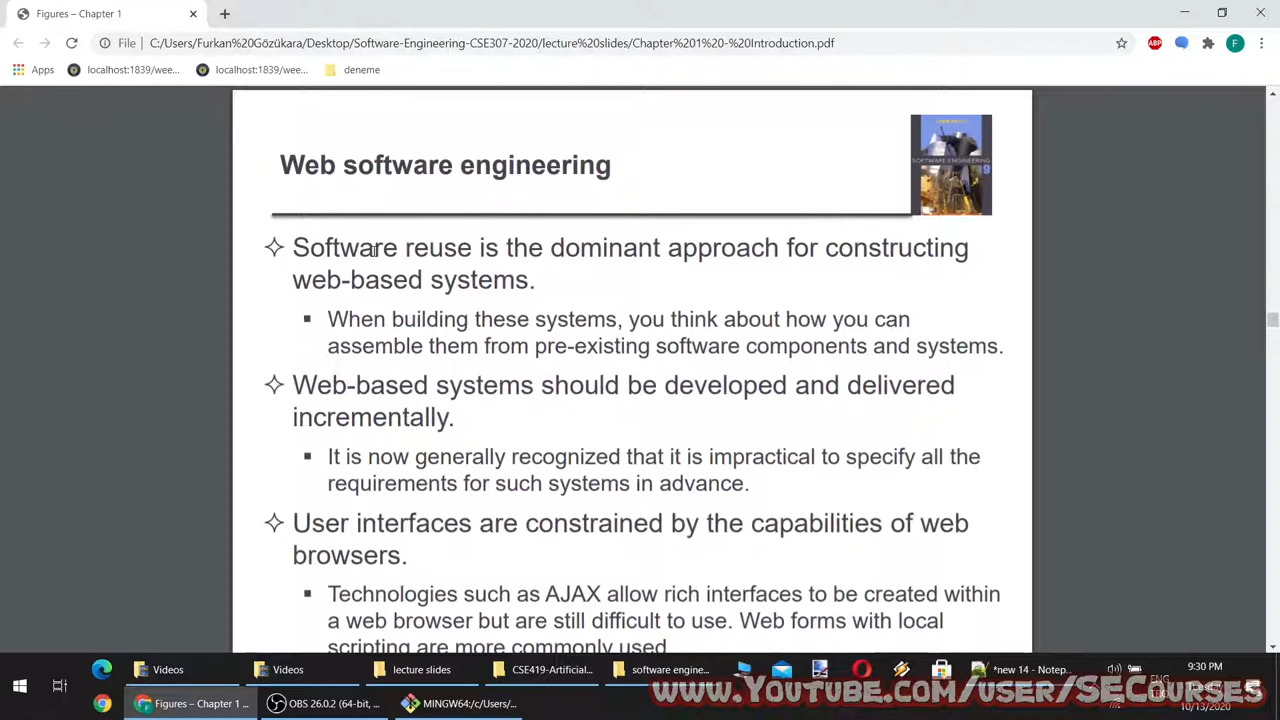 Figures – Chapter 1
File
C:/Users/Furkan%20Gözükara/Desktop/Software-Engineering-CSE307-2020/lecture%20slides/Chapter%201%20-%20Introduction.pdf
ABP
F
Apps
localhost:1839/wee...
localhost:1839/wee...
deneme
Web software engineering
SOFTWARE ENGINEERING
9
Software reuse is the dominant approach for constructing
web-based systems.
When building these systems, you think about how you can
assemble them from pre-existing software components and systems.
Web-based systems should be developed and delivered
incrementally.
It is now generally recognized that it is impractical to specify all the
requirements for such systems in advance.
User interfaces are constrained by the capabilities of web
browsers.
Technologies such as AJAX allow rich interfaces to be created within
a web browser but are still difficult to use. Web forms with local
scripting are more commonly used.
Videos
Videos
lecture slides
CSE419-Artificial...
software enginee...
*new 14 - Notep...
9:30 PM
ENG
Figures – Chapter 1 ...
OBS 26.0.2 (64-bit, ...
MINGW64:/c/Users/...
10/13/2020
www.Youtube.com/user/SECourses